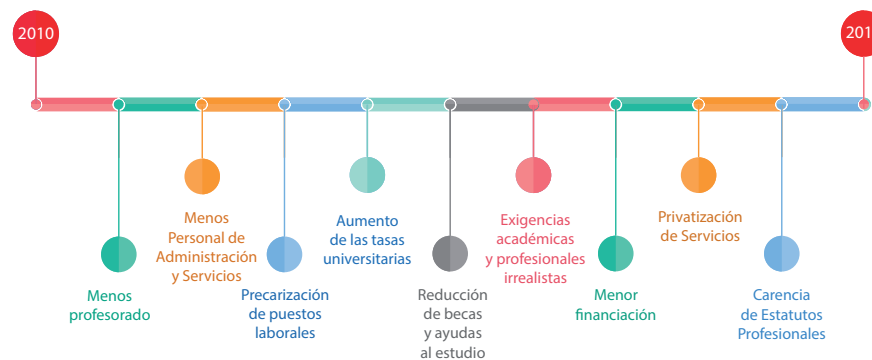 2010
201
Menos
profesorado
Menos
Personal de
Administración
y Servicios
Precarización
de puestos
laborales
Aumento
de las tasas
universitarias
Reducción
de becas
y ayudas
al estudio
Exigencias
académicas
y profesionales
irrealistas
Menor
financiación
Privatización
de Servicios
Carencia
de Estatutos
Profesionales